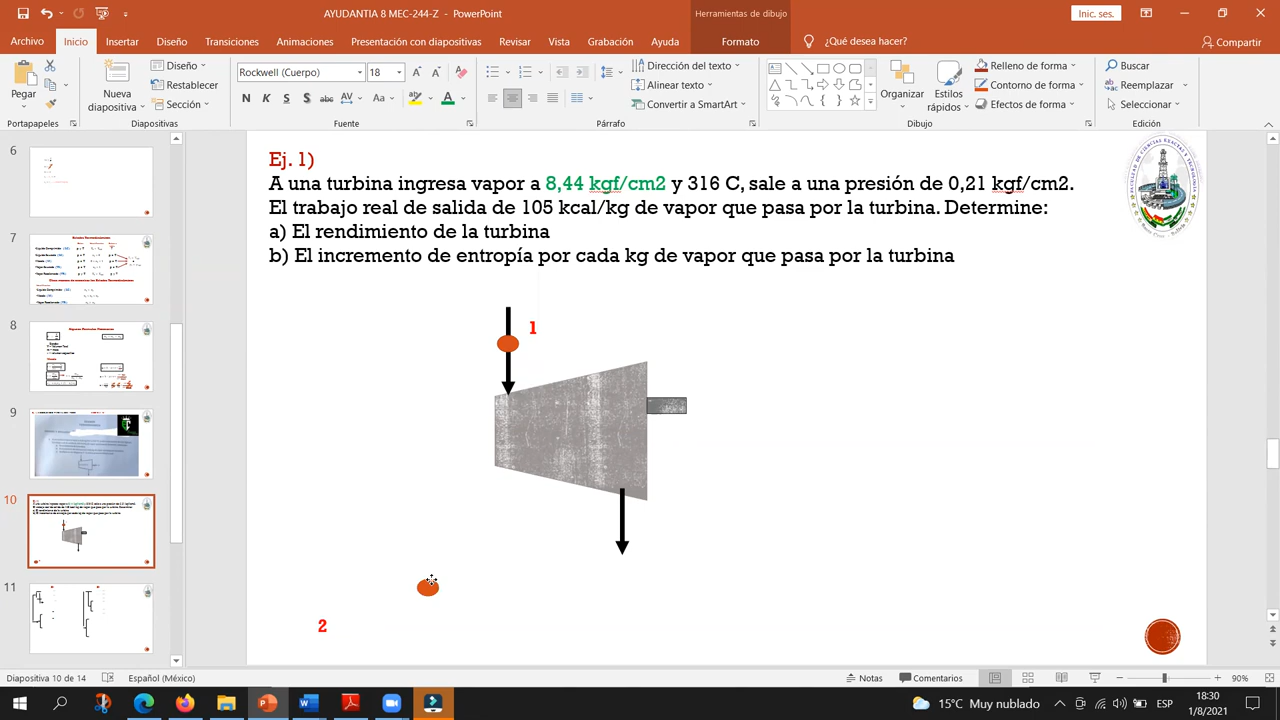 AYUDANTIA 8 MEC-244-Z - PowerPoint
Herramientas de dibujo
Inic. ses.
Archivo
Inicio
Insertar
Diseño
Transiciones
Animaciones
Presentación con diapositivas
Revisar
Vista
Grabación
Ayuda
Formato
¿Qué desea hacer?
Compartir
Pegar
Nueva diapositiva
Diseño
Restablecer
Sección
Rockwell (Cuerpo)
18
N K S S abc AV Aa A
Dirección del texto
Alinear texto
Convertir a SmartArt
Organizar
Estilos rápidos
Relleno de forma
Contorno de forma
Efectos de forma
Buscar
Reemplazar
Seleccionar
Portapapeles
Diapositivas
Fuente
Párrafo
Dibujo
Edición
6
7
8
9
10
11
Ej. 1)
A una turbina ingresa vapor a 8,44 kgf/cm2 y 316 C, sale a una presión de 0,21 kgf/cm2.
El trabajo real de salida de 105 kcal/kg de vapor que pasa por la turbina. Determine:
a) El rendimiento de la turbina
b) El incremento de entropía por cada kg de vapor que pasa por la turbina
1
2
Diapositiva 10 de 14
Español (México)
Notas
Comentarios
90%
15°C Muy nublado
ESP
18:30
1/8/2021